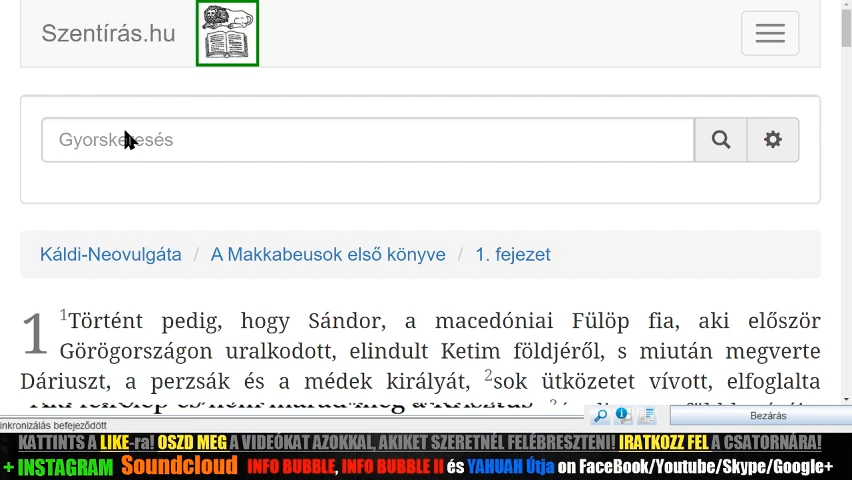 Szentírás.hu
Gyorskeresés
Káldi-Neovulgáta / A Makkabeusok első könyve / 1. fejezet
1 1Történt pedig, hogy Sándor, a macedóniai Fülöp fia, aki először
Görögországon uralkodott, elindult Ketim földjéről, s miután megverte
Dáriuszt, a perzsák és a médek királyát, 2sok ütközetet vívott, elfoglalta
Bezárás
inkronizálás befejeződött
KATTINTS A LIKE-ra! OSZD MEG A VIDEÓKAT AZOKKAL, AKIKET SZERETNÉL FELÉBRESZTENI! IRATKOZZ FEL A CSATORNÁRA!
+ INSTAGRAM Soundcloud INFO BUBBLE, INFO BUBBLE II és YAHUAH Útja on FaceBook/Youtube/Skype/Google+